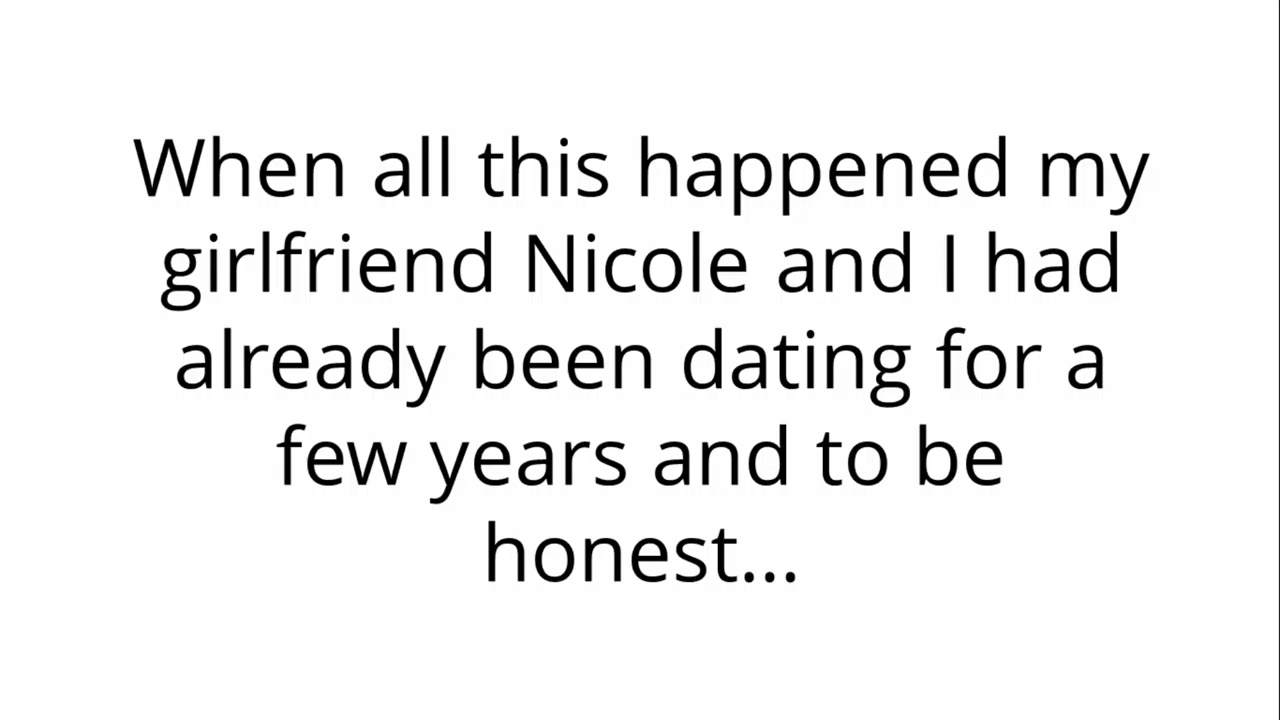 When all this happened my
girlfriend Nicole and I had
already been dating for a
few years and to be
honest...